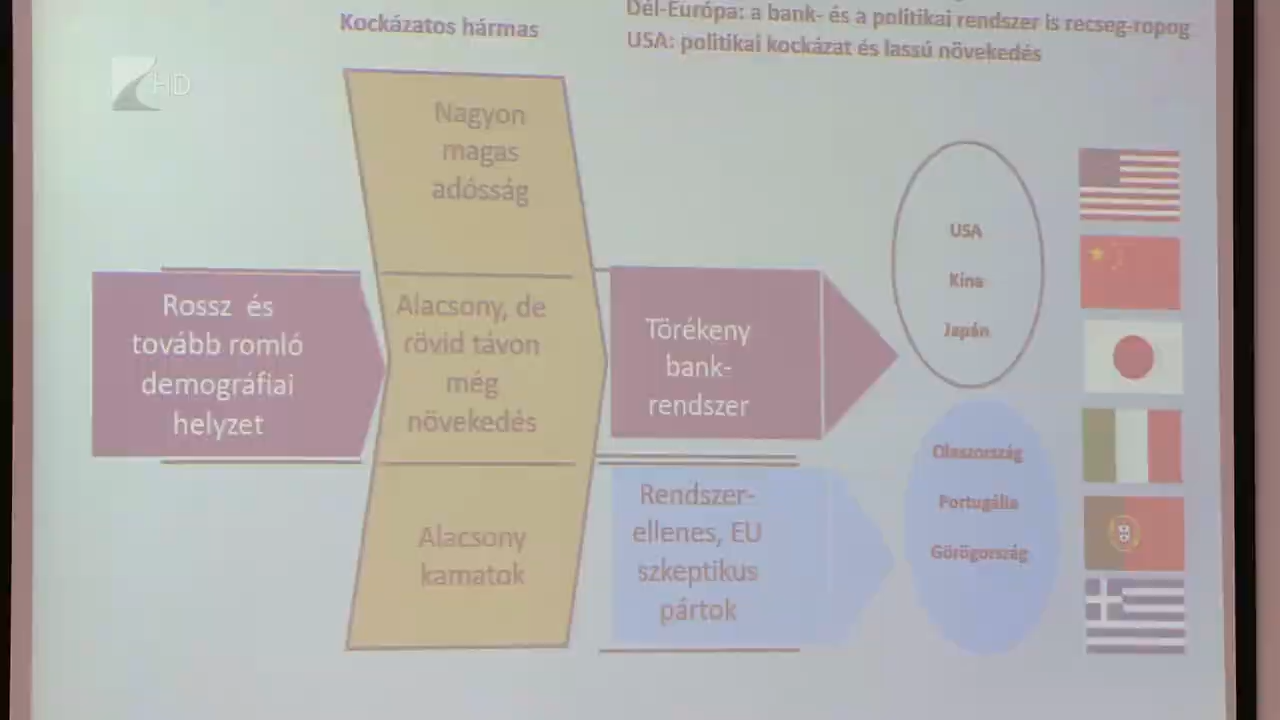 Kockázatos hármas
Dél-Európa: a bank- és a politikai rendszer is recseg-ropog
USA: politikai kockázat és lassú növekedés
HD
Nagyon
magas
adósság
Rossz és
tovább romló
demográfiai
helyzet
Alacsony, de
rövid távon
még
növekedés
Alacsony
kamatok
Törékeny
bank-
rendszer
Rendszer-
ellenes, EU
szkeptikus
pártok
USA
Kína
Japán
Olaszország
Portugália
Görögország